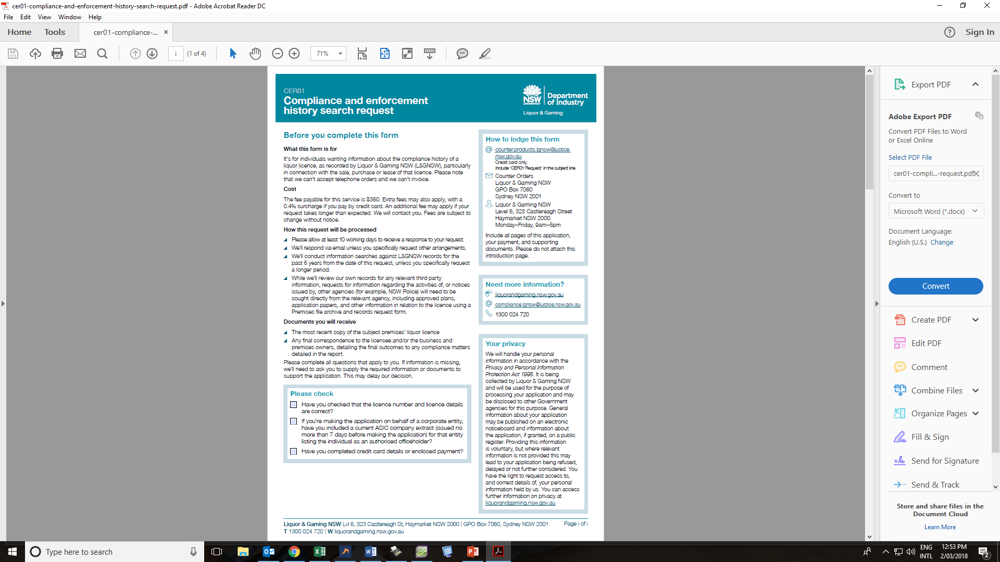 cer01-compliance-and-enforcement-history-search-request.pdf - Adobe Acrobat Reader DC
File Edit View Window Help
Home Tools cer01-compliance-... × Sign In
i (1 of 4) 71%
CER01
Compliance and enforcement
history search request
NSW
GOVERNMENT
Department
of Industry
Liquor & Gaming
Before you complete this form
What this form is for
It's for individuals wanting information about the compliance history of a
liquor licence, as recorded by Liquor & Gaming NSW (L&GNSW), particularly
in connection with the sale, purchase or lease of that licence. Please note
that we can't accept telephone orders and we can't invoice.
Cost
The fee payable for this service is $350. Extra fees may also apply, with a
0.4% surcharge if you pay by credit card. An additional fee may apply if your
request takes longer than expected. We will contact you. Fees are subject to
change without notice.
How this request will be processed
Please allow at least 10 working days to receive a response to your request.
We'll respond via email unless you specifically request other arrangements.
We'll conduct information searches against L&GNSW records for the
past 5 years from the date of this request, unless you specifically request
a longer period.
While we'll review our own records for any relevant third party
information, requests for information regarding the activities of, or notices
issued by, other agencies (for example, NSW Police) will need to be
sought directly from the relevant agency, including approved plans,
application papers, and other information in relation to the licence using a
Premises file archive and records request form.
Documents you will receive
The most recent copy of the subject premises' liquor licence
Any final correspondence to the licensee and/or the business and
premises owners, detailing the final outcomes to any compliance matters
detailed in the report.
Please complete all questions that apply to you. If information is missing,
we'll need to ask you to supply the required information or documents to
support the application. This may delay our decision.
Please check
Have you checked that the licence number and licence details
are correct?
If you're making the application on behalf of a corporate entity,
have you included a current ASIC company extract (issued no
more than 7 days before making the application) for that entity
listing the individual as an authorised officeholder?
Have you completed credit card details or enclosed payment?
How to lodge this form
counter.products.lgnsw@justice.
nsw.gov.au
Credit card only.
Include 'CER01 Request' in the subject line.
Counter Orders
Liquor & Gaming NSW
GPO Box 7060
Sydney NSW 2001
Liquor & Gaming NSW
Level 6, 323 Castlereagh Street
Haymarket NSW 2000
Monday–Friday, 9am–5pm
Include all pages of this application,
your payment, and supporting
documents. Please do not attach this
introduction page.
Need more information?
liquorandgaming.nsw.gov.au
compliance.lgnsw@justice.nsw.gov.au
1300 024 720
Your privacy
We will handle your personal
information in accordance with the
Privacy and Personal Information
Protection Act 1998. It is being
collected by Liquor & Gaming NSW
and will be used for the purpose of
processing your application and may
be disclosed to other Government
agencies for this purpose. General
information about your application
may be published on an electronic
noticeboard and information about
the application, if granted, on a public
register. Providing this information
is voluntary, but where relevant
information is not provided this may
lead to your application being refused,
delayed or not further considered. You
have the right to request access to,
and correct details of, your personal
information held by us. You can access
further information on privacy at
liquorandgaming.nsw.gov.au
Liquor & Gaming NSW Lvl 6, 323 Castlereagh St, Haymarket NSW 2000 | GPO Box 7060, Sydney NSW 2001 Page i of i
T 1300 024 720 | W liquorandgaming.nsw.gov.au
Export PDF
Adobe Export PDF
Convert PDF Files to Word
or Excel Online
Select PDF File
cer01-compli...-request.pdf
Convert to
Microsoft Word (*.docx)
Document Language:
English (U.S.) Change
Convert
Create PDF
Edit PDF
Comment
Combine Files
Organize Pages
Fill & Sign
Send for Signature
Send & Track
Store and share files in the
Document Cloud
Learn More
Type here to search
ENG
INTL
12:53 PM
2/03/2018
2